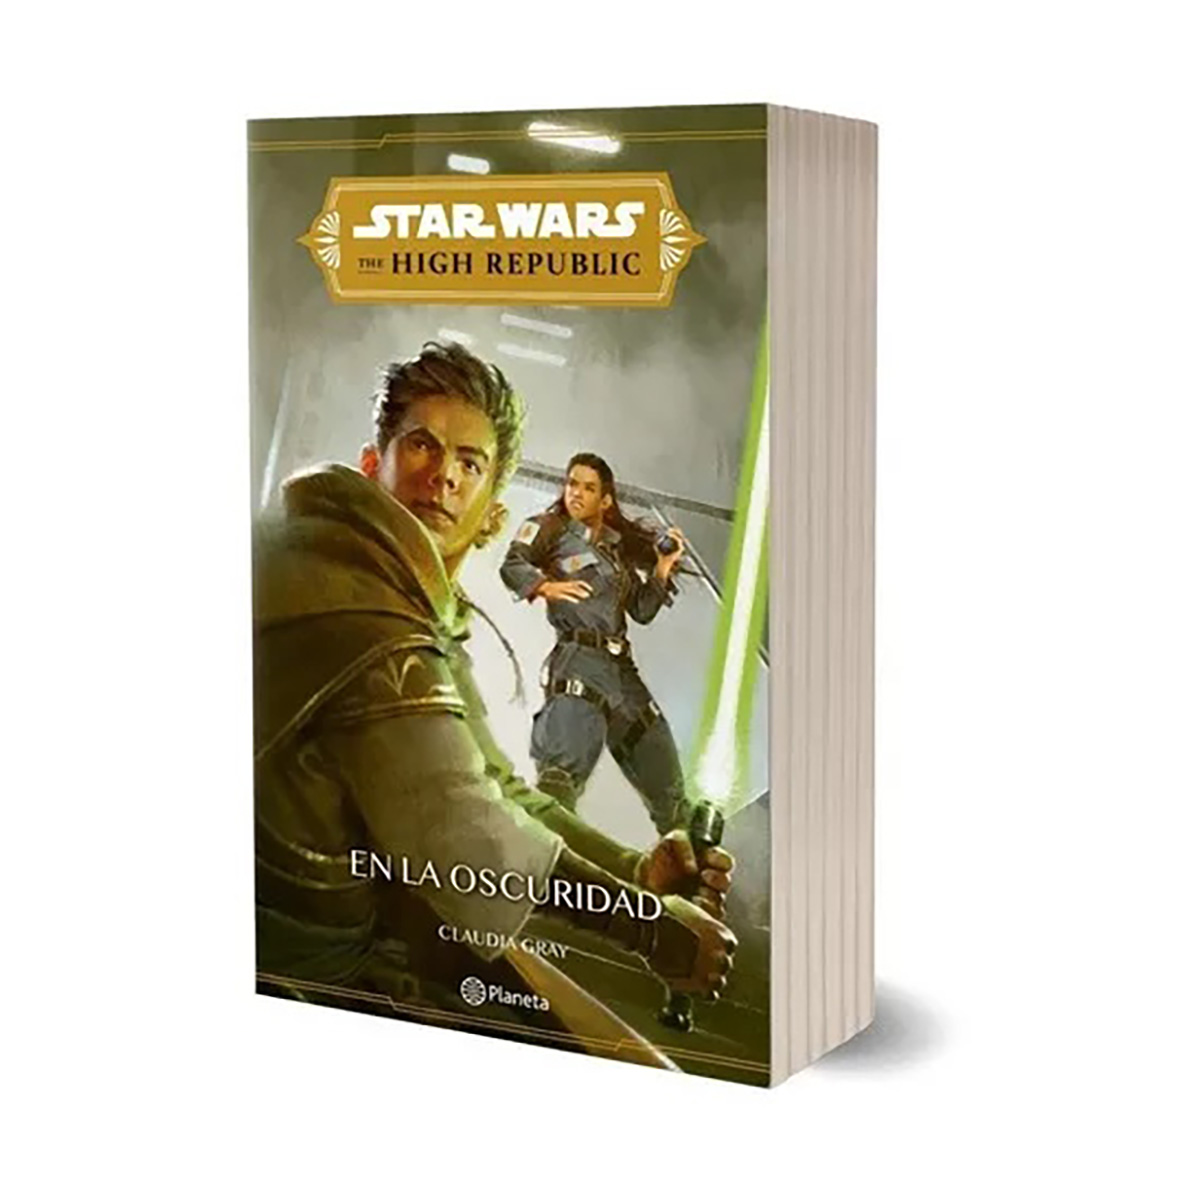 STAR WARS
THE HIGH REPUBLIC
EN LA OSCURIDAD
CLAUDIA GRAY
Planeta